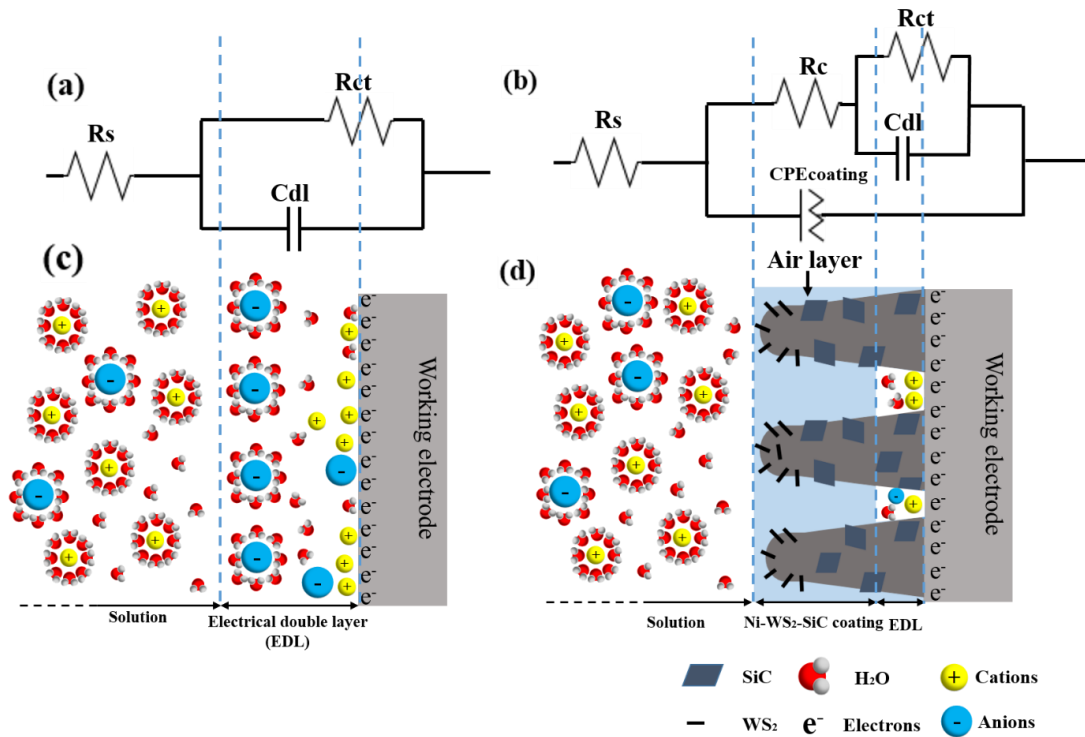 (a)
Rs
Rct
Cdl
(b)
Rs
Rc
Rct
Cdl
CPEcoating
(c)
+
+
-
+
+
+
-
+
+
-
-
-
-
+
+
+
+
+
-
+
+
-
+
e⁻
e⁻
e⁻
e⁻
e⁻
e⁻
e⁻
e⁻
e⁻
e⁻
e⁻
e⁻
e⁻
e⁻
Working electrode
Solution
Electrical double layer
(EDL)
(d)
Air layer
-
+
+
-
+
+
+
-
+
+
+
+
-
+
e⁻
e⁻
e⁻
e⁻
e⁻
e⁻
e⁻
e⁻
e⁻
e⁻
e⁻
e⁻
e⁻
e⁻
Working electrode
Solution
Ni-WS₂-SiC coating
EDL
SiC
H₂O
+ Cations
WS₂
e⁻ Electrons
- Anions